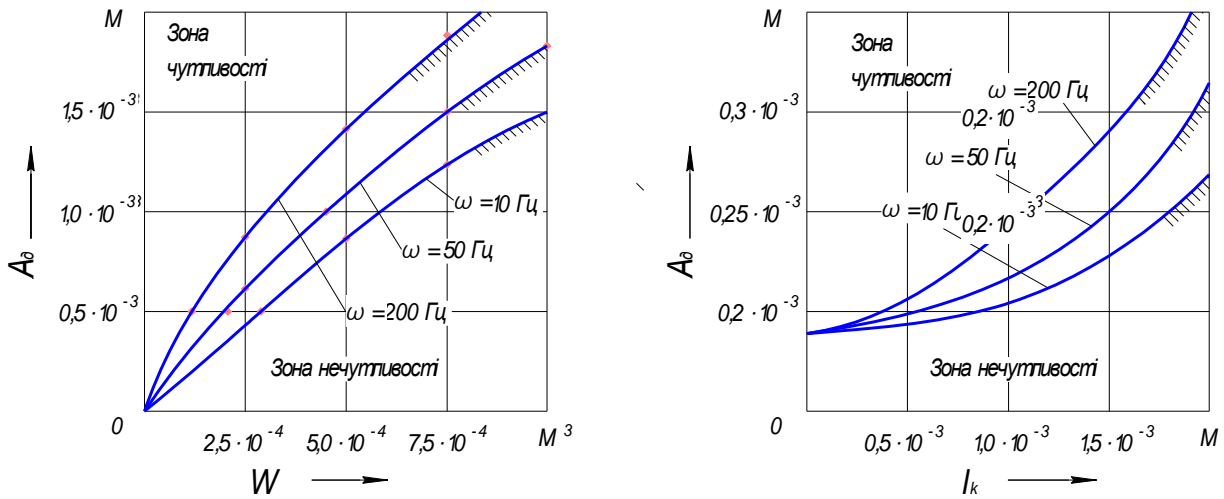 М
Зона
чутливості
1,5 · 10⁻³
1,0 · 10⁻³
0,5 · 10⁻³
0
Aд
ω = 10 Гц
ω = 50 Гц
ω = 200 Гц
Зона нечутливості
2,5 · 10⁻⁴
5,0 · 10⁻⁴
7,5 · 10⁻⁴
М³
W
М
Зона
чутливості
ω = 200 Гц
0,2 · 10⁻³
ω = 50 Гц
ω = 10 Гц
0,2 · 10⁻³
0,3 · 10⁻³
0,25 · 10⁻³
0,2 · 10⁻³
0
Aд
Зона нечутливості
0,5 · 10⁻³
1,0 · 10⁻³
1,5 · 10⁻³
М
lk